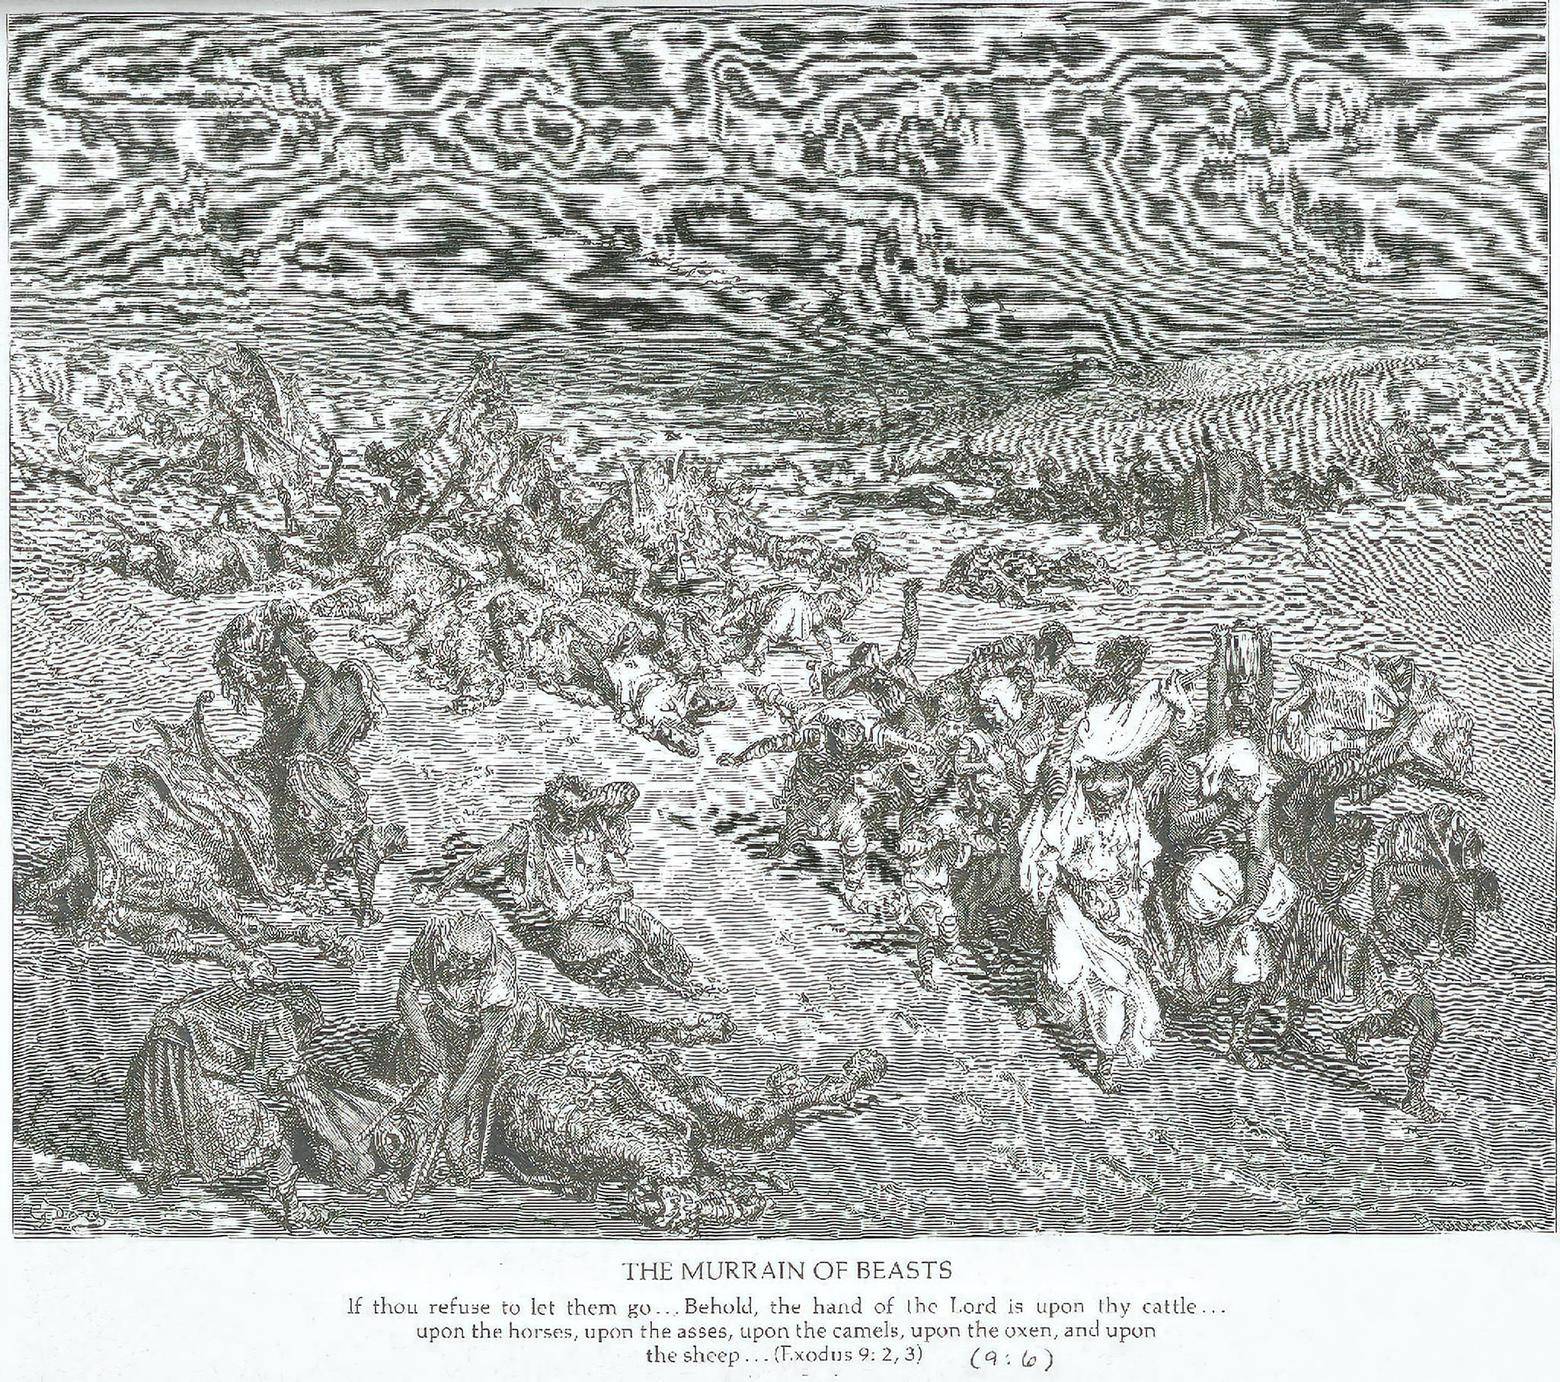 THE MURRAIN OF BEASTS
If thou refuse to let them go... Behold, the hand of the Lord is upon thy cattle...
upon the horses, upon the asses, upon the camels, upon the oxen, and upon
the sheep... (Exodus 9: 2, 3) (9:6)
G. Doré